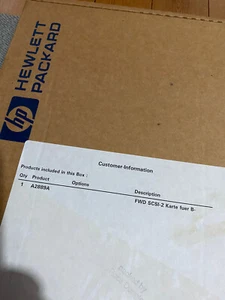 HEWLETT
PACKARD
hp
Customer-Information
Products included in this Box :
Qty Product Options Description
1 A2889A FWD SCSI-2 Karte fuer B-